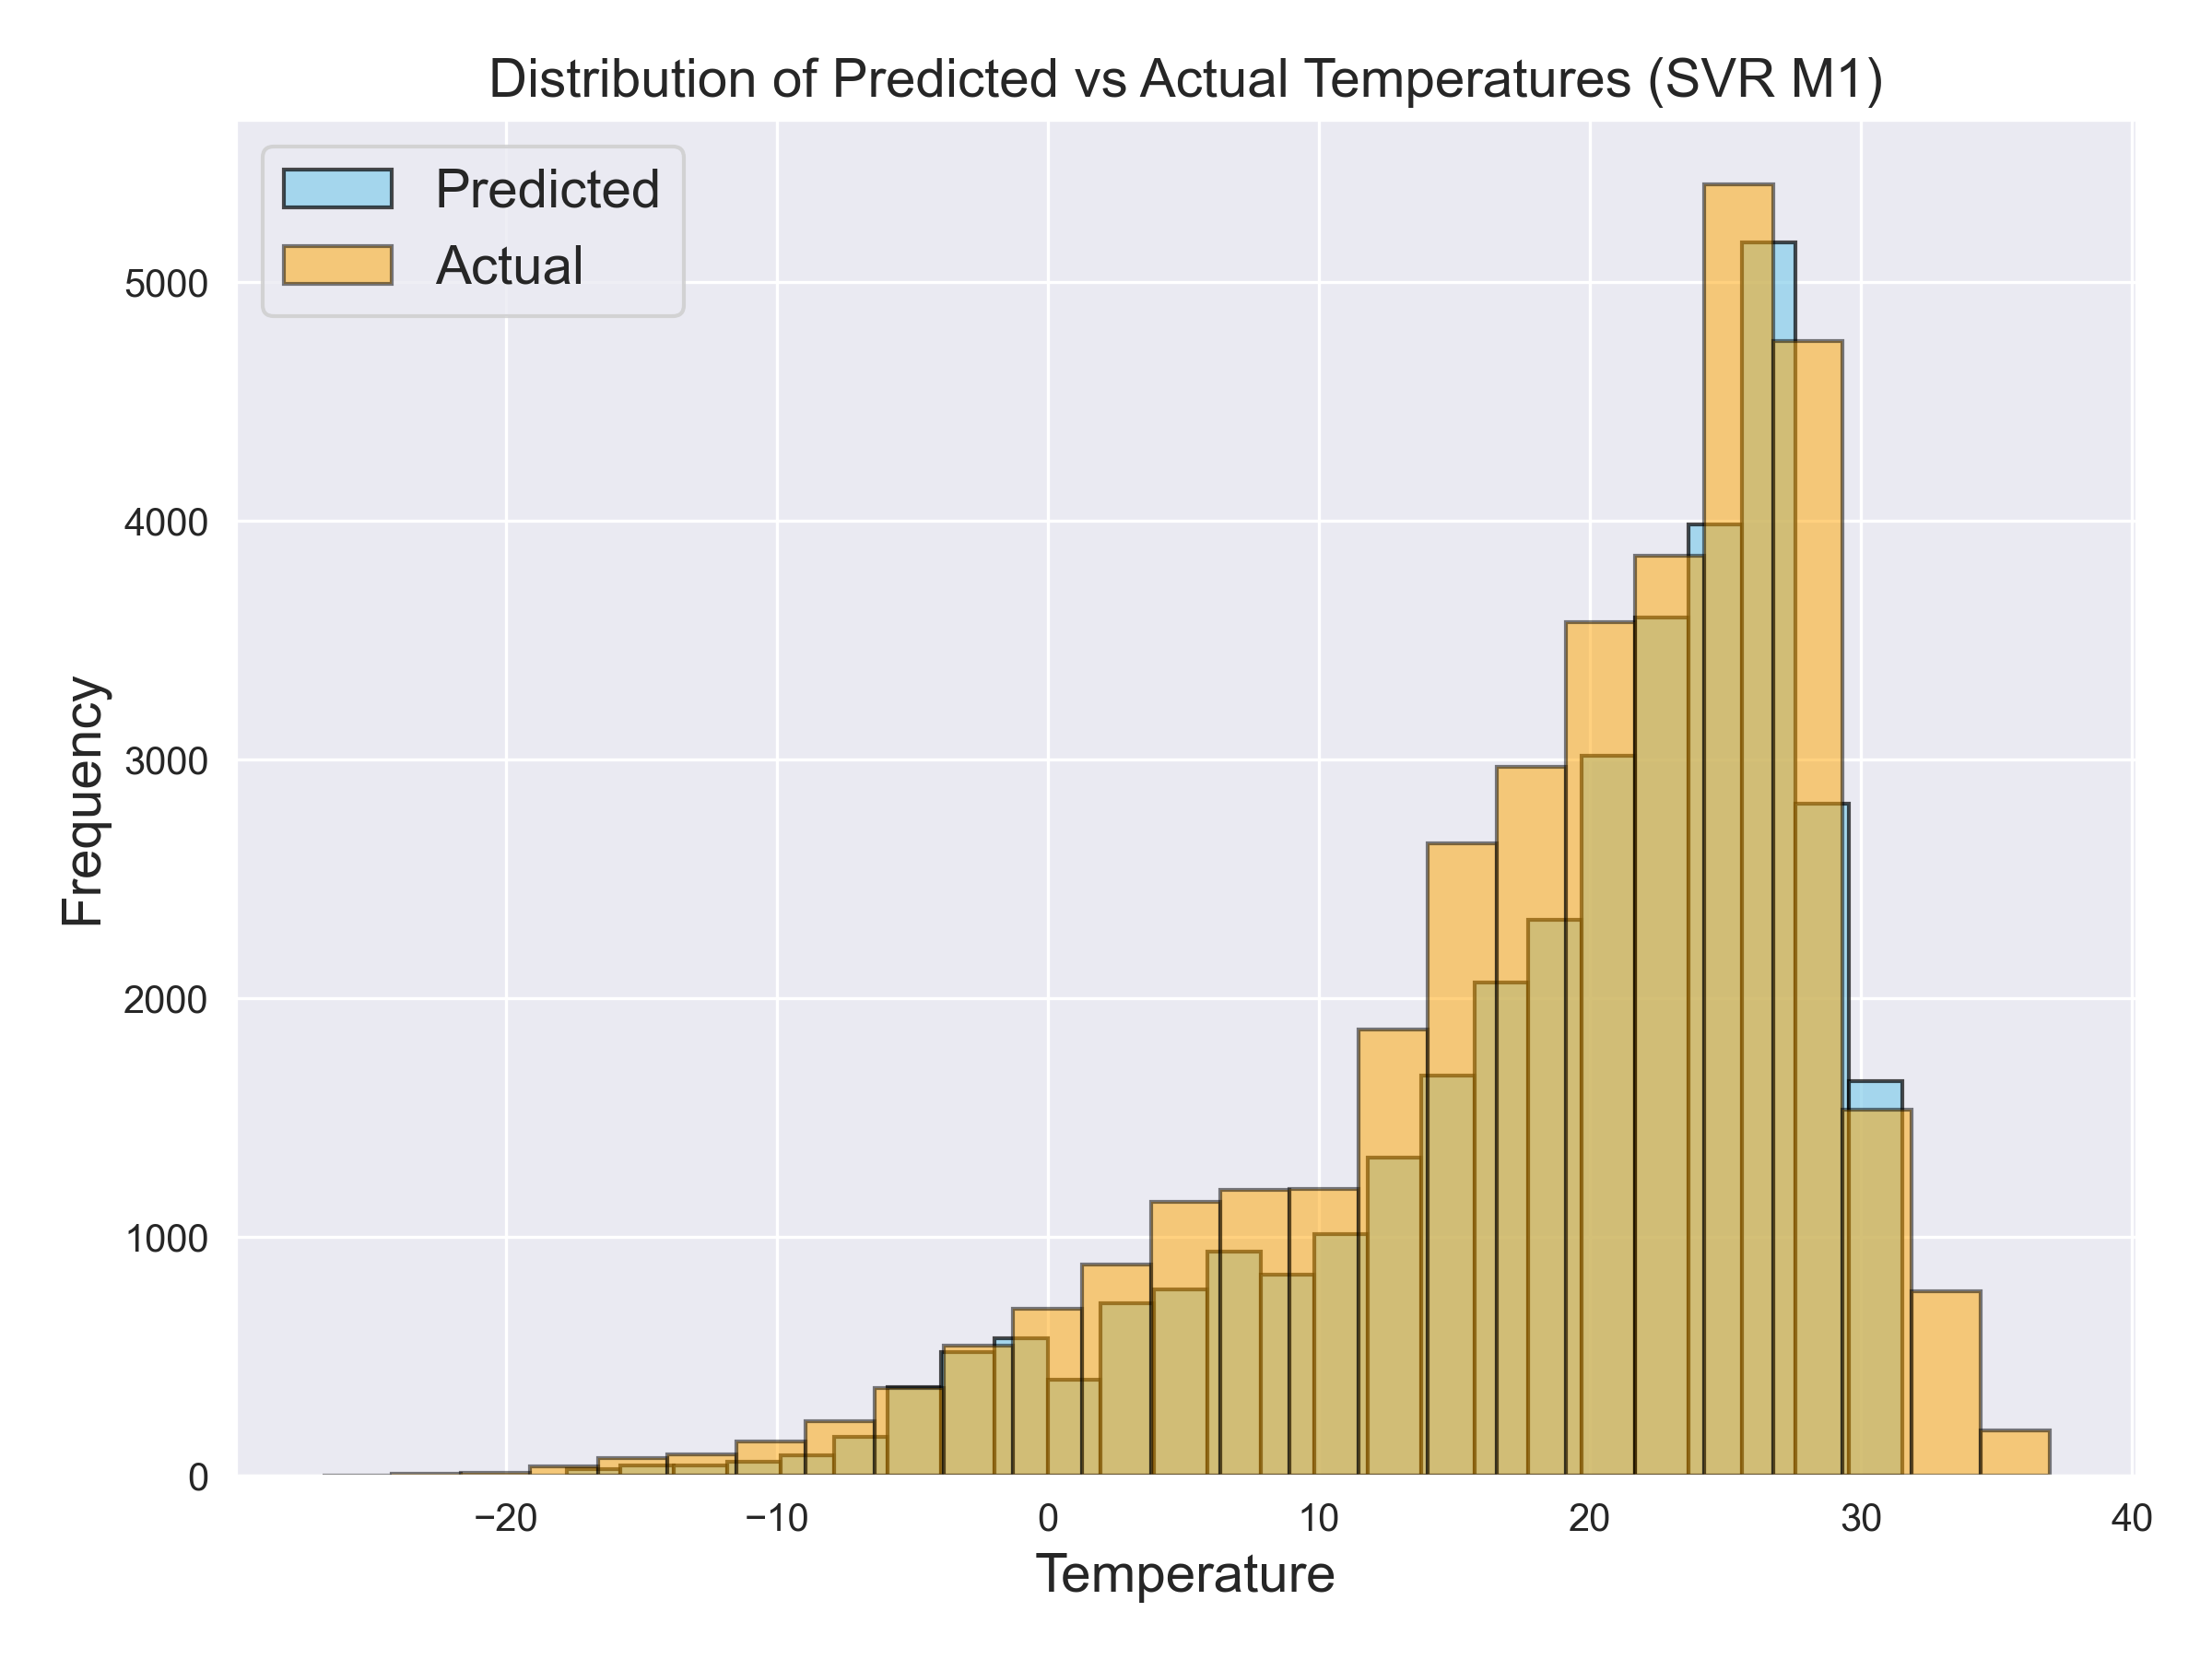 Distribution of Predicted vs Actual Temperatures (SVR M1)
Predicted
Actual
5000
4000
3000
2000
1000
0
Frequency
−20
−10
0
10
20
30
40
Temperature